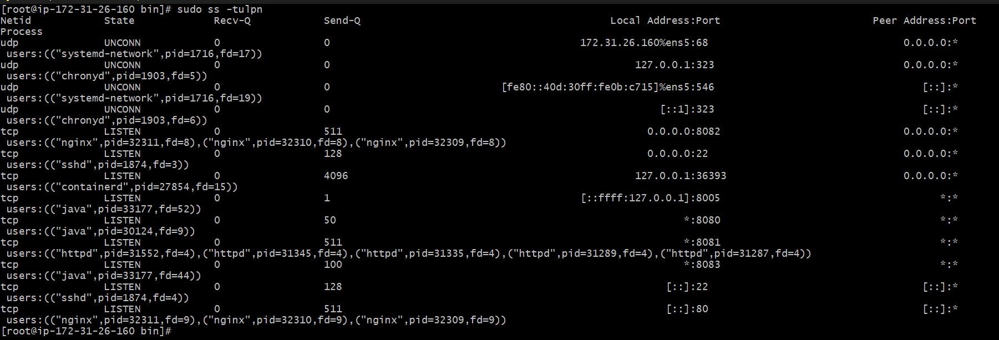 [root@ip-172-31-26-160 bin]# sudo ss -tulpn
Netid State Recv-Q Send-Q Local Address:Port Peer Address:Port
Process
udp UNCONN 0 0 172.31.26.160%ens5:68 0.0.0.0:*
users:(("systemd-network",pid=1716,fd=17))
udp UNCONN 0 0 127.0.0.1:323 0.0.0.0:*
users:(("chronyd",pid=1903,fd=5))
udp UNCONN 0 0 [fe80::40d:30ff:fe0b:c715]%ens5:546 [::]:*
users:(("systemd-network",pid=1716,fd=19))
udp UNCONN 0 0 [::1]:323 [::]:*
users:(("chronyd",pid=1903,fd=6))
tcp LISTEN 0 511 0.0.0.0:8082 0.0.0.0:*
users:(("nginx",pid=32311,fd=8),("nginx",pid=32310,fd=8),("nginx",pid=32309,fd=8))
tcp LISTEN 0 128 0.0.0.0:22 0.0.0.0:*
users:(("sshd",pid=1874,fd=3))
tcp LISTEN 0 4096 127.0.0.1:36393 0.0.0.0:*
users:(("containerd",pid=27854,fd=15))
tcp LISTEN 0 1 [::ffff:127.0.0.1]:8005 *:*
users:(("java",pid=33177,fd=52))
tcp LISTEN 0 50 *:8080 *:*
users:(("java",pid=30124,fd=9))
tcp LISTEN 0 511 *:8081 *:*
users:(("httpd",pid=31552,fd=4),("httpd",pid=31345,fd=4),("httpd",pid=31335,fd=4),("httpd",pid=31289,fd=4),("httpd",pid=31287,fd=4))
tcp LISTEN 0 100 *:8083 *:*
users:(("java",pid=33177,fd=44))
tcp LISTEN 0 128 [::]:22 [::]:*
users:(("sshd",pid=1874,fd=4))
tcp LISTEN 0 511 [::]:80 [::]:*
users:(("nginx",pid=32311,fd=9),("nginx",pid=32310,fd=9),("nginx",pid=32309,fd=9))
[root@ip-172-31-26-160 bin]#